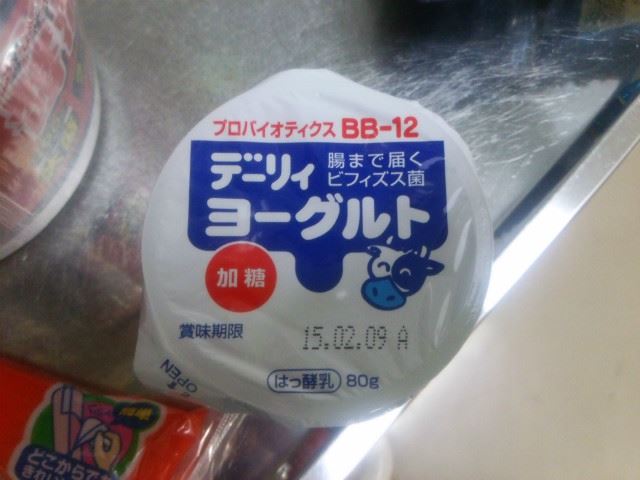 プロバイオティクス BB-12
デーリィ
腸まで届く
ビフィズス菌
ヨーグルト
加糖
賞味期限
15.02.09 A
OPEN
はっ酵乳 80g
どこからでも